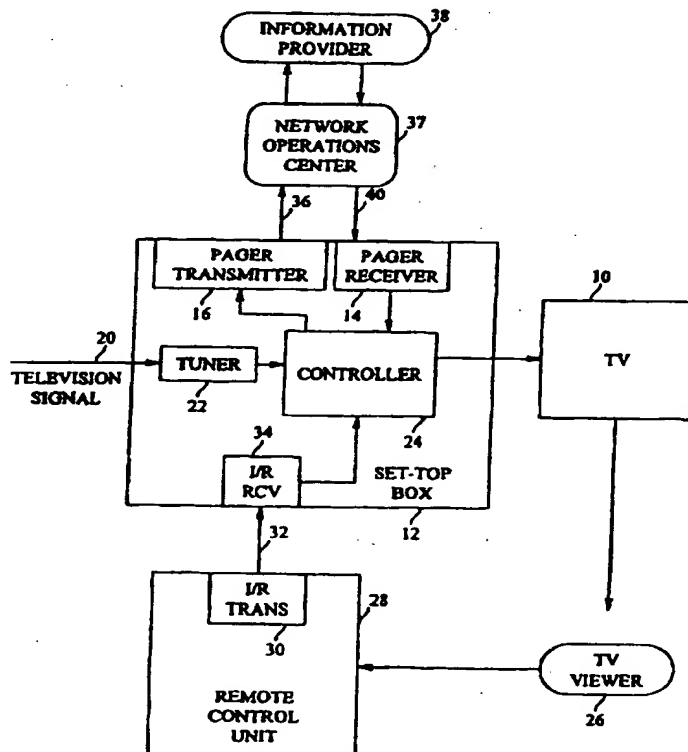 INFORMATION
PROVIDER
38
NETWORK
OPERATIONS
CENTER
37
36
40
PAGER
TRANSMITTER
16
PAGER
RECEIVER
14
10
TV
20
TELEVISION
SIGNAL
TUNER
22
CONTROLLER
24
34
I/R
RCV
SET-TOP
BOX
12
32
I/R
TRANS
30
28
REMOTE
CONTROL
UNIT
TV
VIEWER
26